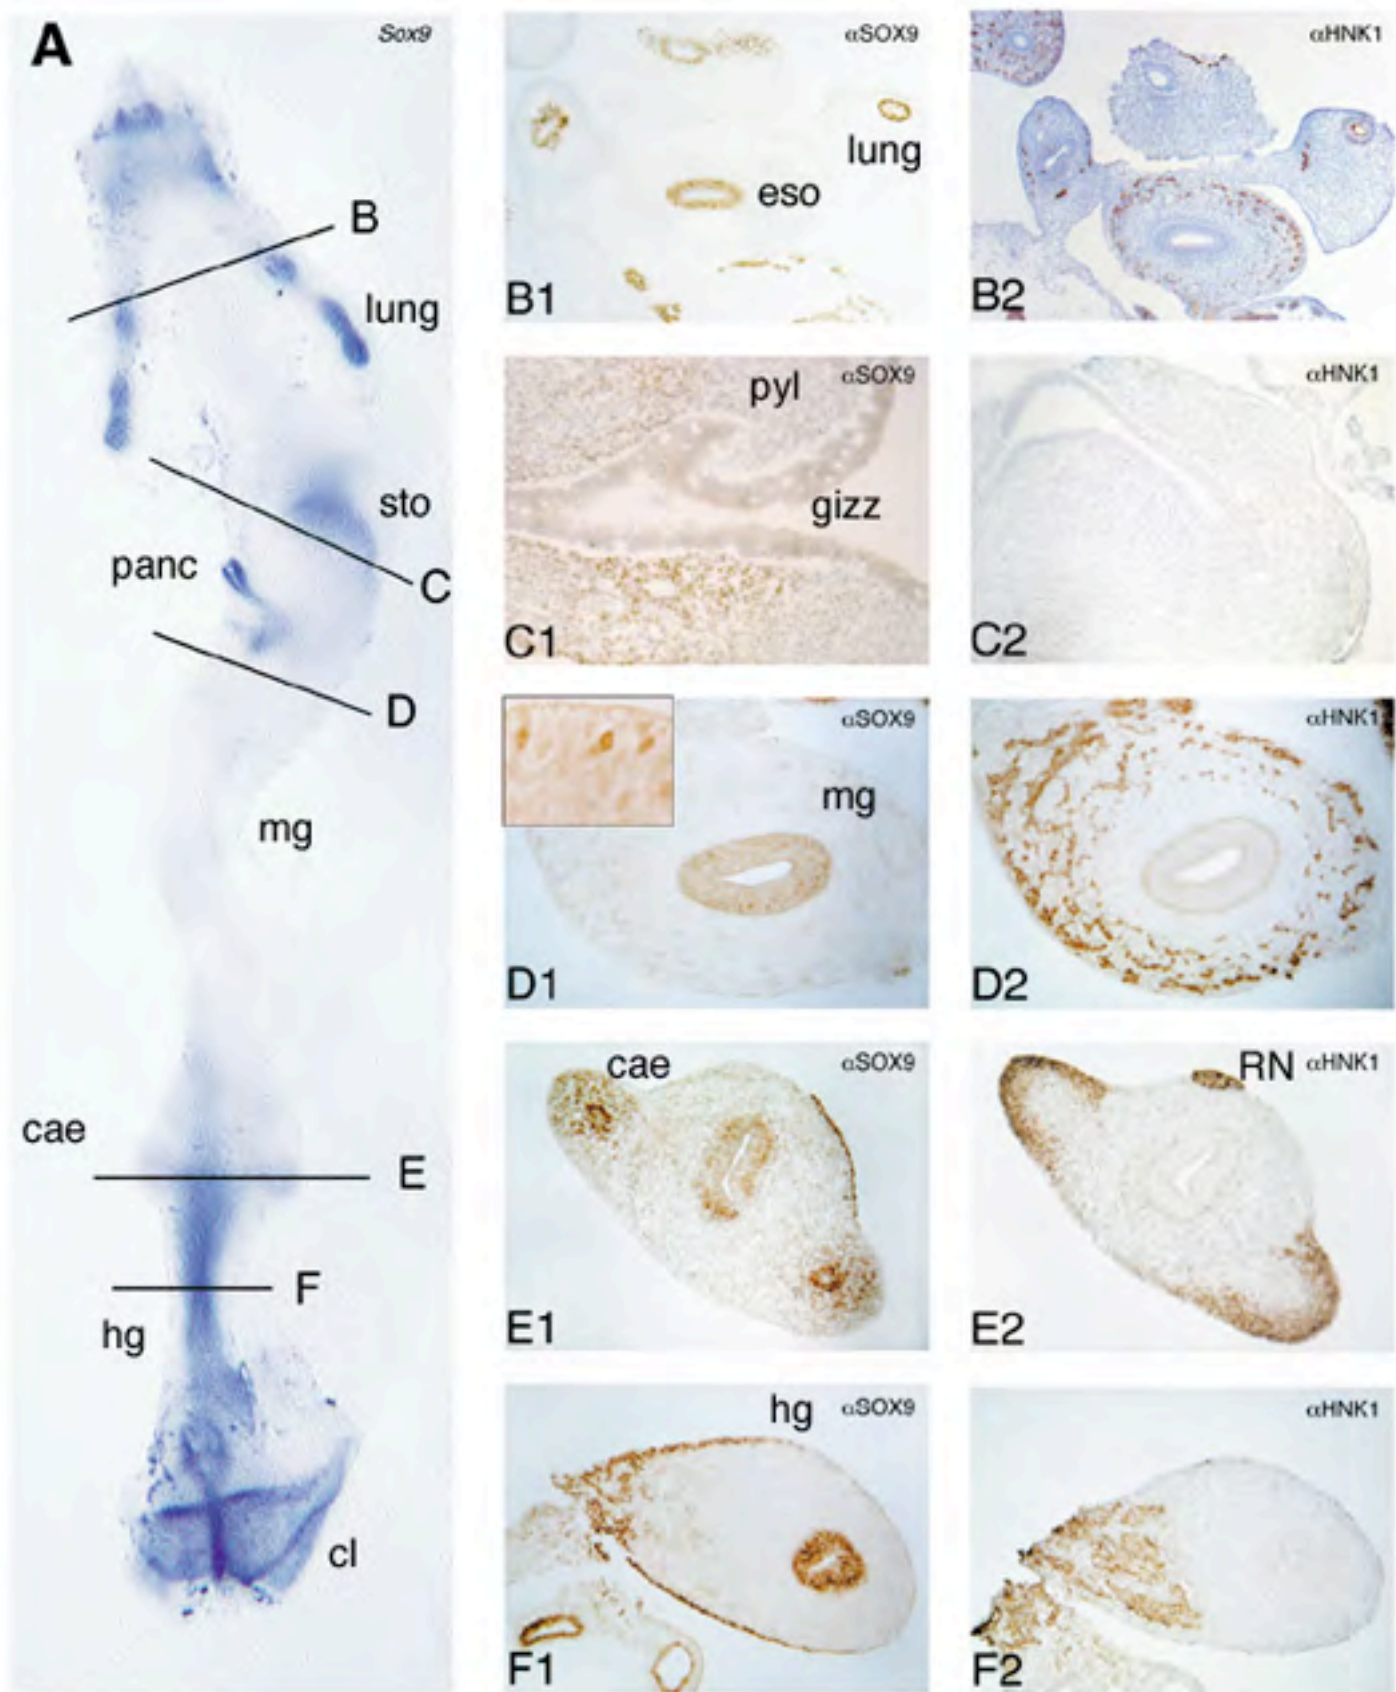 A
Sox9
B
lung
sto
panc
C
D
mg
cae
E
F
hg
cl
αSOX9
lung
eso
B1
αHNK1
B2
pyl αSOX9
gizz
C1
αHNK1
C2
αSOX9
mg
D1
αHNK1
D2
cae αSOX9
E1
RN αHNK1
E2
hg αSOX9
F1
αHNK1
F2